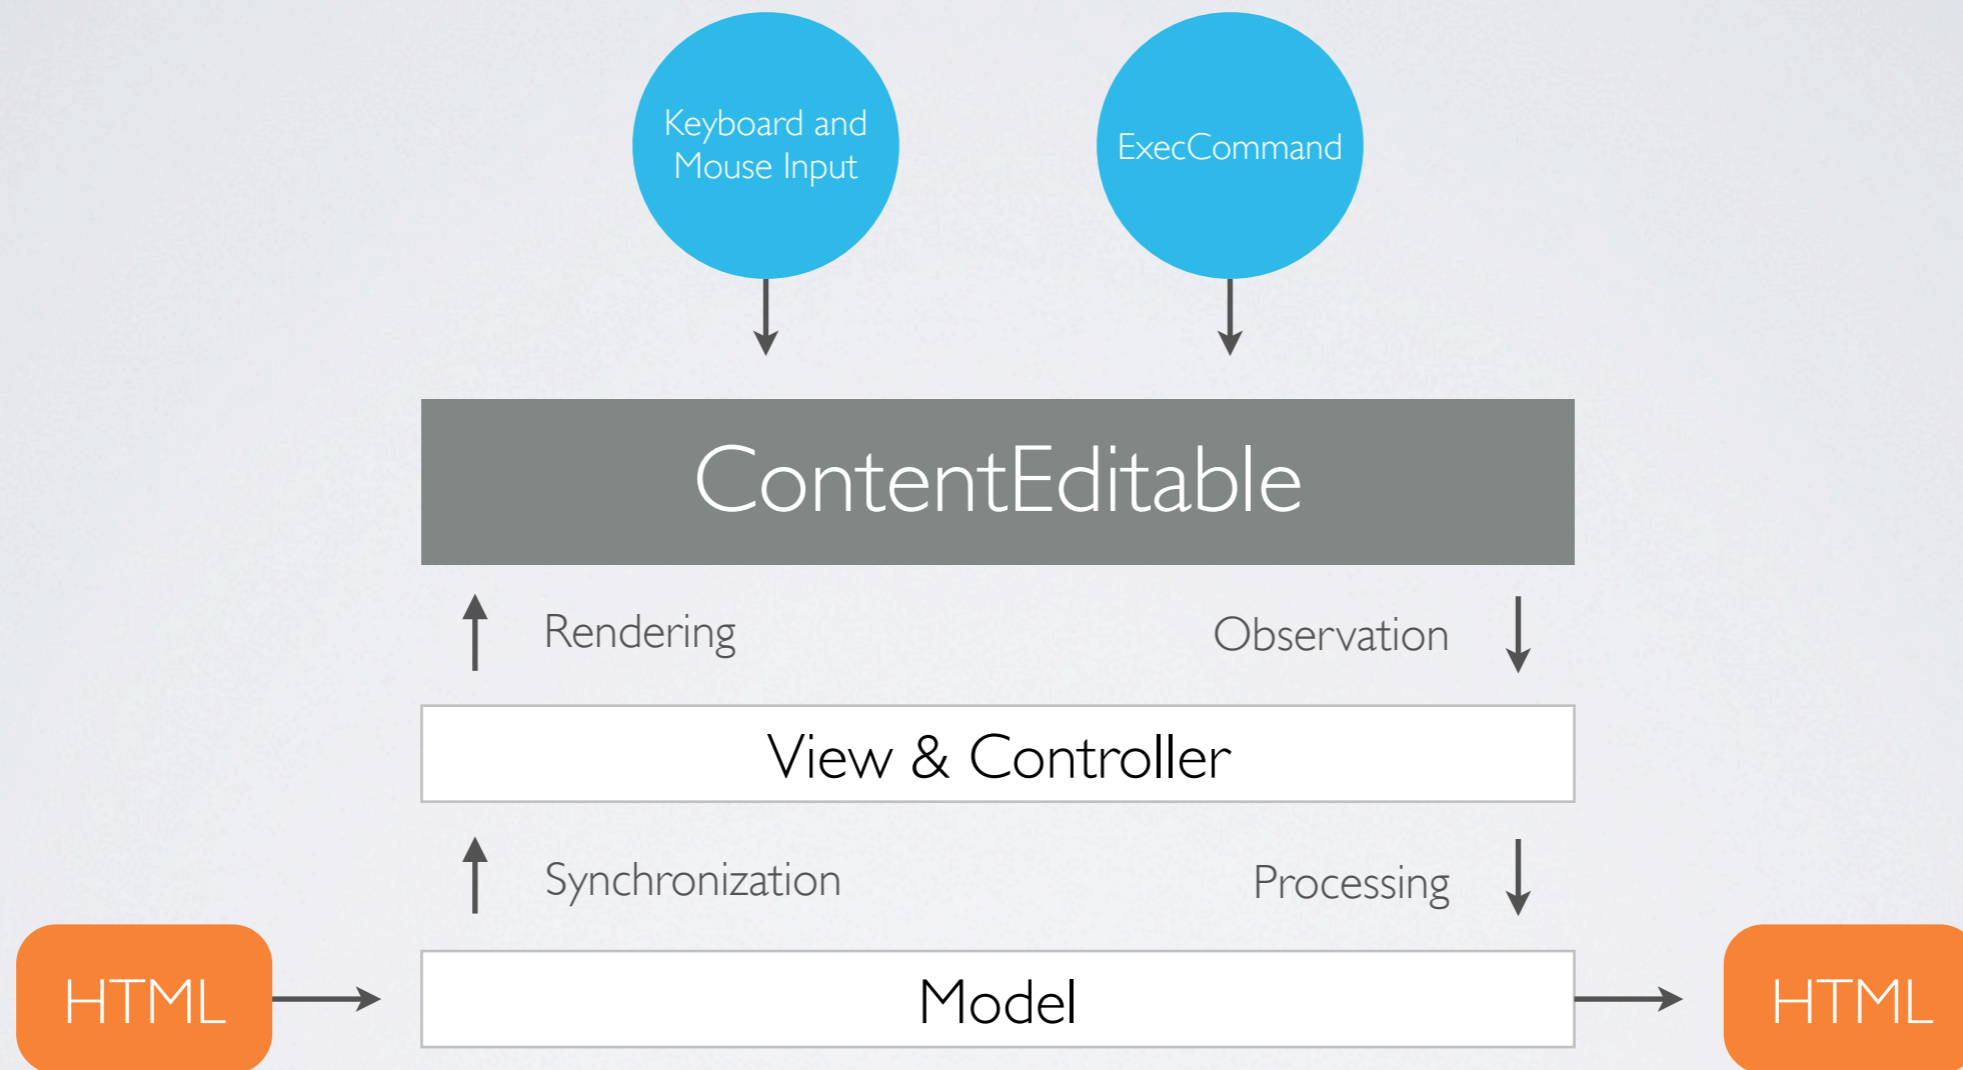 Keyboard and
Mouse Input
ExecCommand
ContentEditable
Rendering
Observation
View & Controller
Synchronization
Processing
HTML
Model
HTML